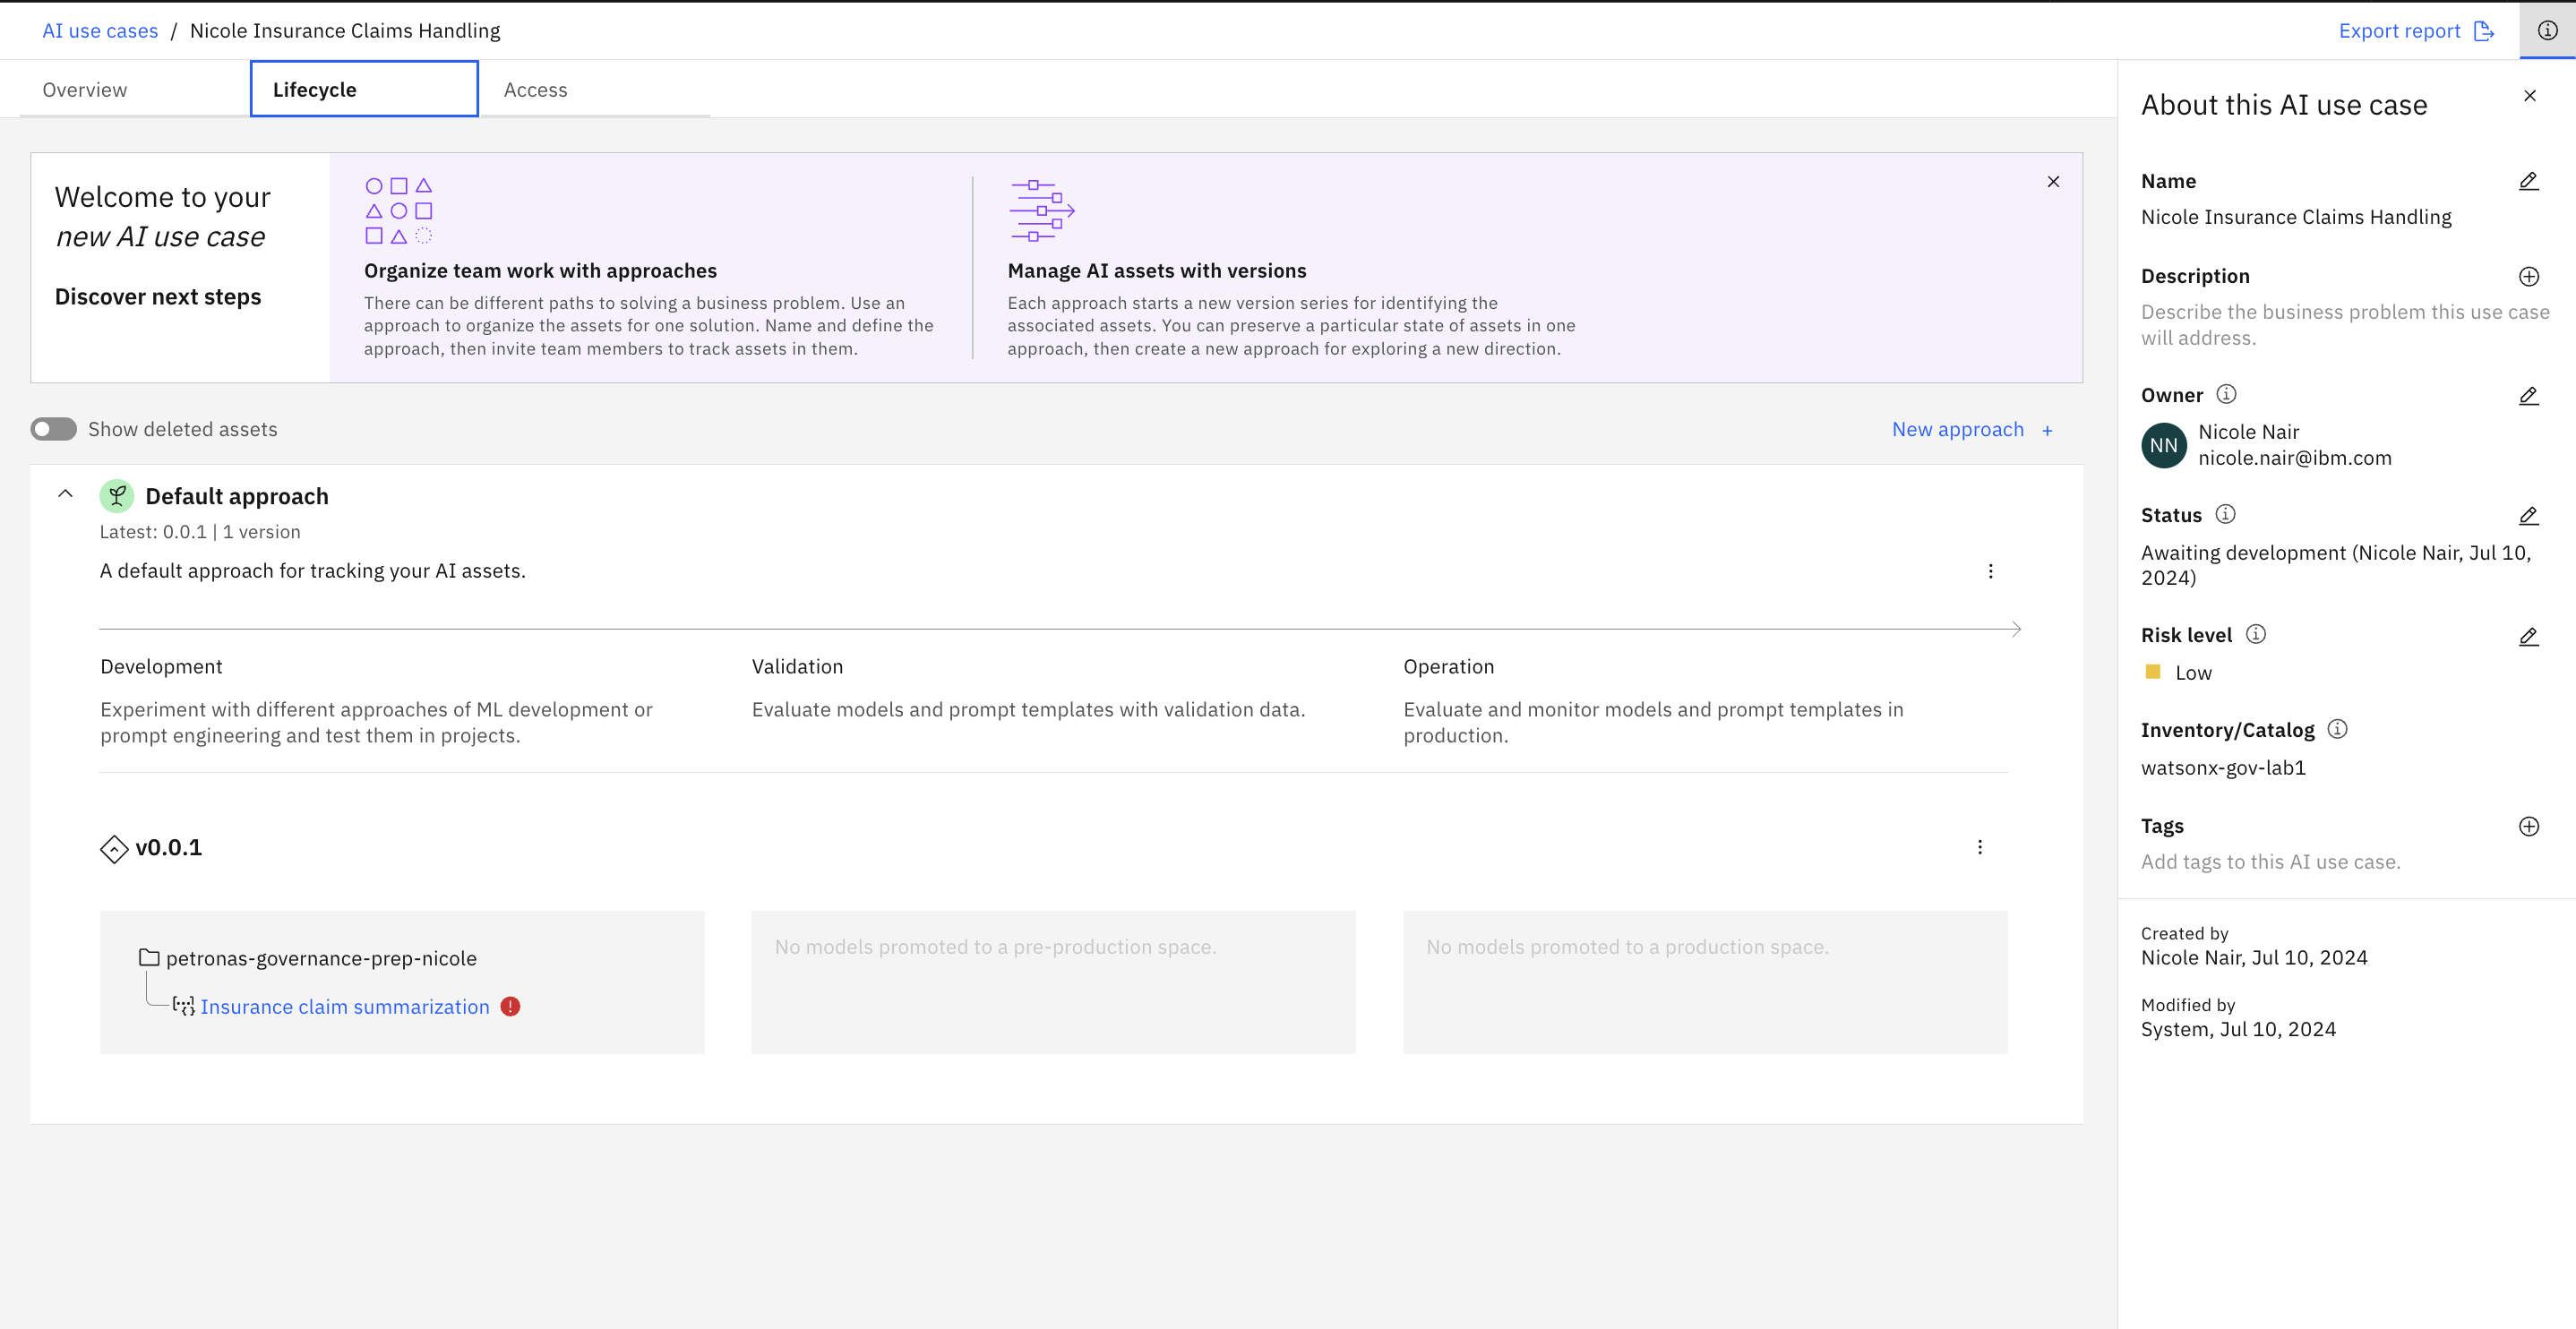 AI use cases / Nicole Insurance Claims Handling
Export report
Overview
Lifecycle
Access
Welcome to your
new AI use case
Discover next steps
Organize team work with approaches
There can be different paths to solving a business problem. Use an
approach to organize the assets for one solution. Name and define the
approach, then invite team members to track assets in them.
Manage AI assets with versions
Each approach starts a new version series for identifying the
associated assets. You can preserve a particular state of assets in one
approach, then create a new approach for exploring a new direction.
Show deleted assets
New approach +
Default approach
Latest: 0.0.1 | 1 version
A default approach for tracking your AI assets.
Development
Experiment with different approaches of ML development or
prompt engineering and test them in projects.
Validation
Evaluate models and prompt templates with validation data.
Operation
Evaluate and monitor models and prompt templates in
production.
v0.0.1
petronas-governance-prep-nicole
Insurance claim summarization
No models promoted to a pre-production space.
No models promoted to a production space.
About this AI use case
Name
Nicole Insurance Claims Handling
Description
Describe the business problem this use case
will address.
Owner
NN
Nicole Nair
nicole.nair@ibm.com
Status
Awaiting development (Nicole Nair, Jul 10,
2024)
Risk level
Low
Inventory/Catalog
watsonx-gov-lab1
Tags
Add tags to this AI use case.
Created by
Nicole Nair, Jul 10, 2024
Modified by
System, Jul 10, 2024